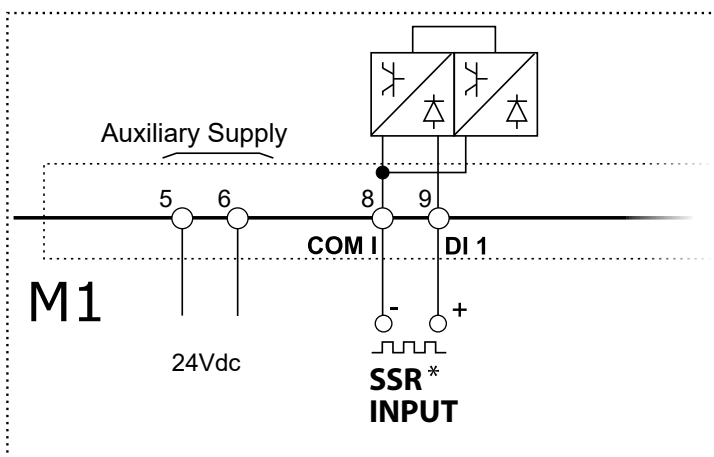 Auxiliary Supply
5 6 8 9
COM I DI 1
M1
- +
24Vdc
SSR*
INPUT